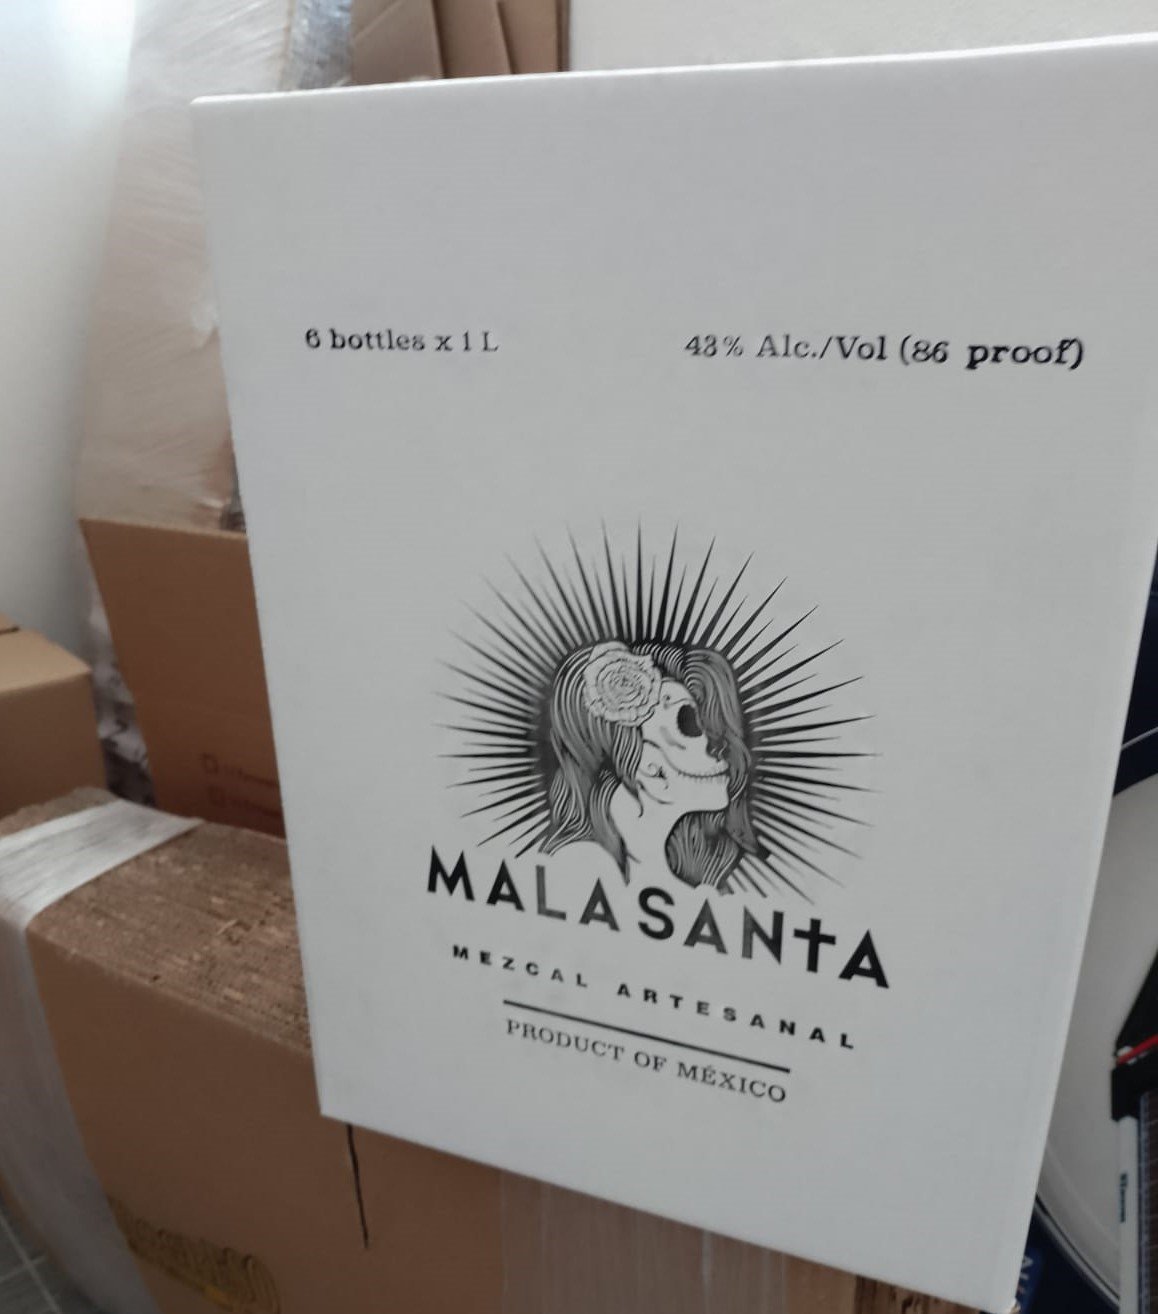 6 bottles x 1 L
43% Alc./Vol (86 proof)
MALASANTA
MEZCAL ARTESANAL
PRODUCT OF MÉXICO